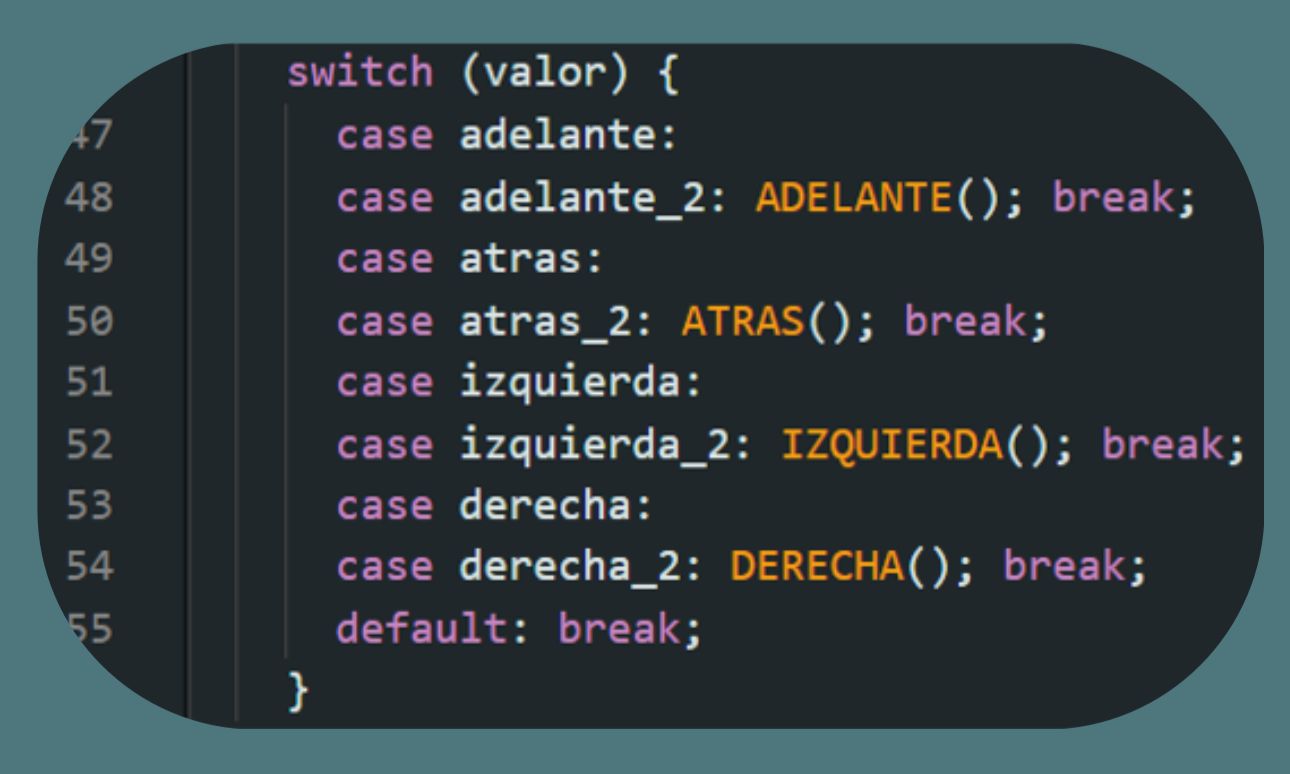 switch (valor) {
47 case adelante:
48 case adelante_2: ADELANTE(); break;
49 case atras:
50 case atras_2: ATRAS(); break;
51 case izquierda:
52 case izquierda_2: IZQUIERDA(); break;
53 case derecha:
54 case derecha_2: DERECHA(); break;
55 default: break;
}